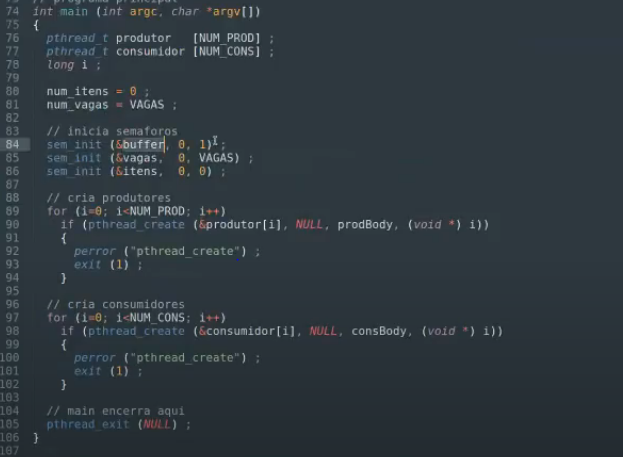 // programa principal
74 int main (int argc, char *argv[])
75 {
76 pthread_t produtor [NUM_PROD] ;
77 pthread_t consumidor [NUM_CONS] ;
78 long i ;
79
80 num_itens = 0 ;
81 num_vagas = VAGAS ;
82
83 // inicia semaforos
84 sem_init (&buffer, 0, 1) ;
85 sem_init (&vagas, 0, VAGAS) ;
86 sem_init (&itens, 0, 0) ;
87
88 // cria produtores
89 for (i=0; i<NUM_PROD; i++)
90 if (pthread_create (&produtor[i], NULL, prodBody, (void *) i))
91 {
92 perror ("pthread_create") ;
93 exit (1) ;
94 }
95
96 // cria consumidores
97 for (i=0; i<NUM_CONS; i++)
98 if (pthread_create (&consumidor[i], NULL, consBody, (void *) i))
99 {
100 perror ("pthread_create") ;
101 exit (1) ;
102 }
103
104 // main encerra aqui
105 pthread_exit (NULL) ;
106 }
107